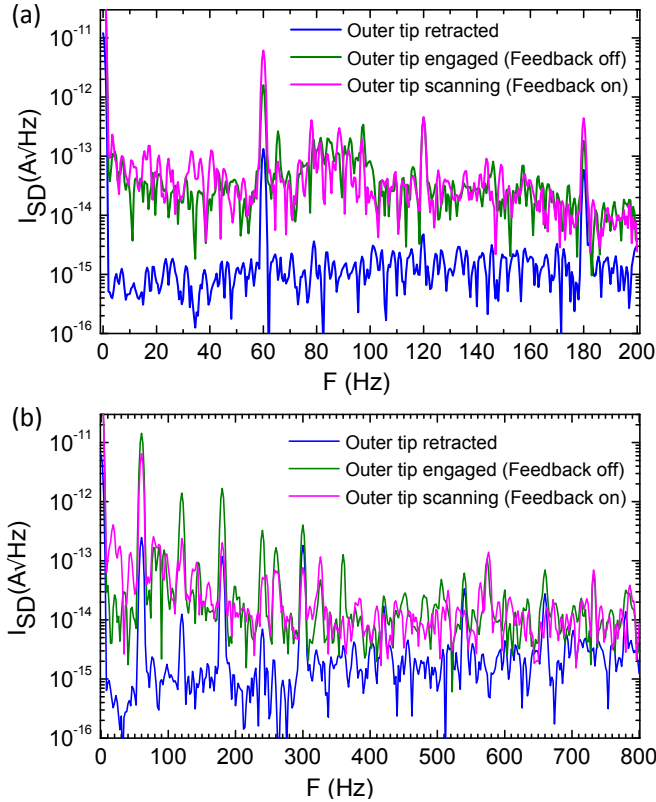 (a)
I_SD(A√Hz)
10^-11
10^-12
10^-13
10^-14
10^-15
10^-16
Outer tip retracted
Outer tip engaged (Feedback off)
Outer tip scanning (Feedback on)
0 20 40 60 80 100 120 140 160 180 200
F (Hz)
(b)
I_SD(A√Hz)
10^-11
10^-12
10^-13
10^-14
10^-15
10^-16
Outer tip retracted
Outer tip engaged (Feedback off)
Outer tip scanning (Feedback on)
0 100 200 300 400 500 600 700 800
F (Hz)